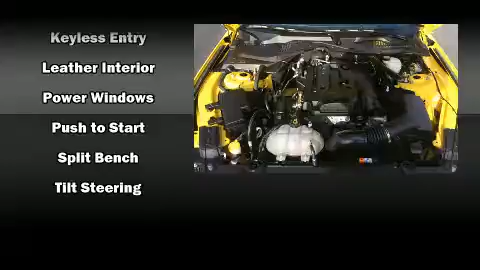 Keyless Entry
Leather Interior
Power Windows
Push to Start
Split Bench
Tilt Steering